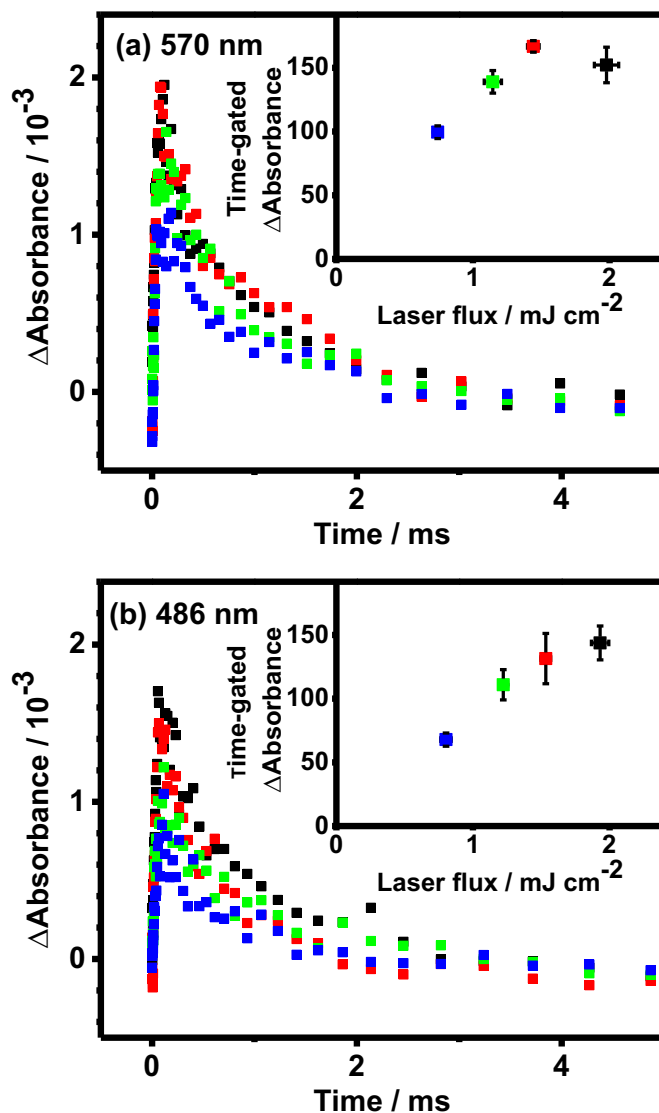 (a) 570 nm
ΔAbsorbance / 10⁻³
2
1
0
0
2
4
Time / ms
Time-gated
ΔAbsorbance
150
100
50
0
0
1
2
Laser flux / mJ cm⁻²
(b) 486 nm
ΔAbsorbance / 10⁻³
2
1
0
0
2
4
Time / ms
Time-gated
ΔAbsorbance
150
100
50
0
0
1
2
Laser flux / mJ cm⁻²